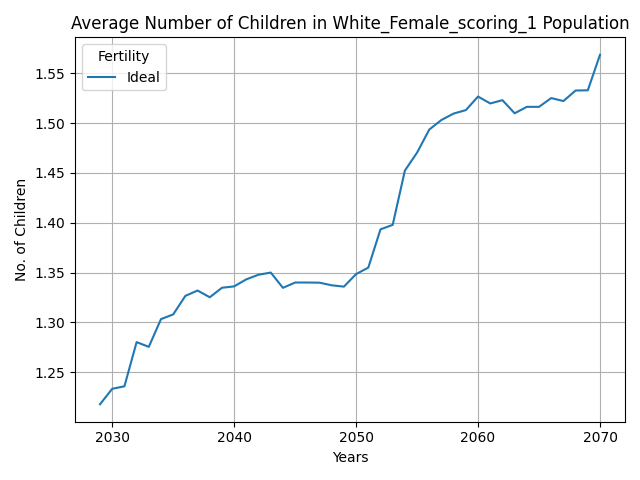 Average Number of Children in White_Female_scoring_1 Population
Fertility
Ideal
No. of Children
1.55
1.50
1.45
1.40
1.35
1.30
1.25
2030 2040 2050 2060 2070
Years